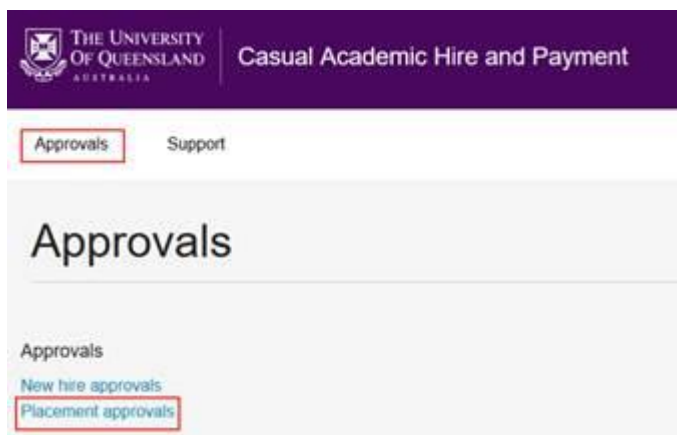 THE UNIVERSITY
OF QUEENSLAND
AUSTRALIA
Casual Academic Hire and Payment
Approvals
Support
Approvals
Approvals
New hire approvals
Placement approvals